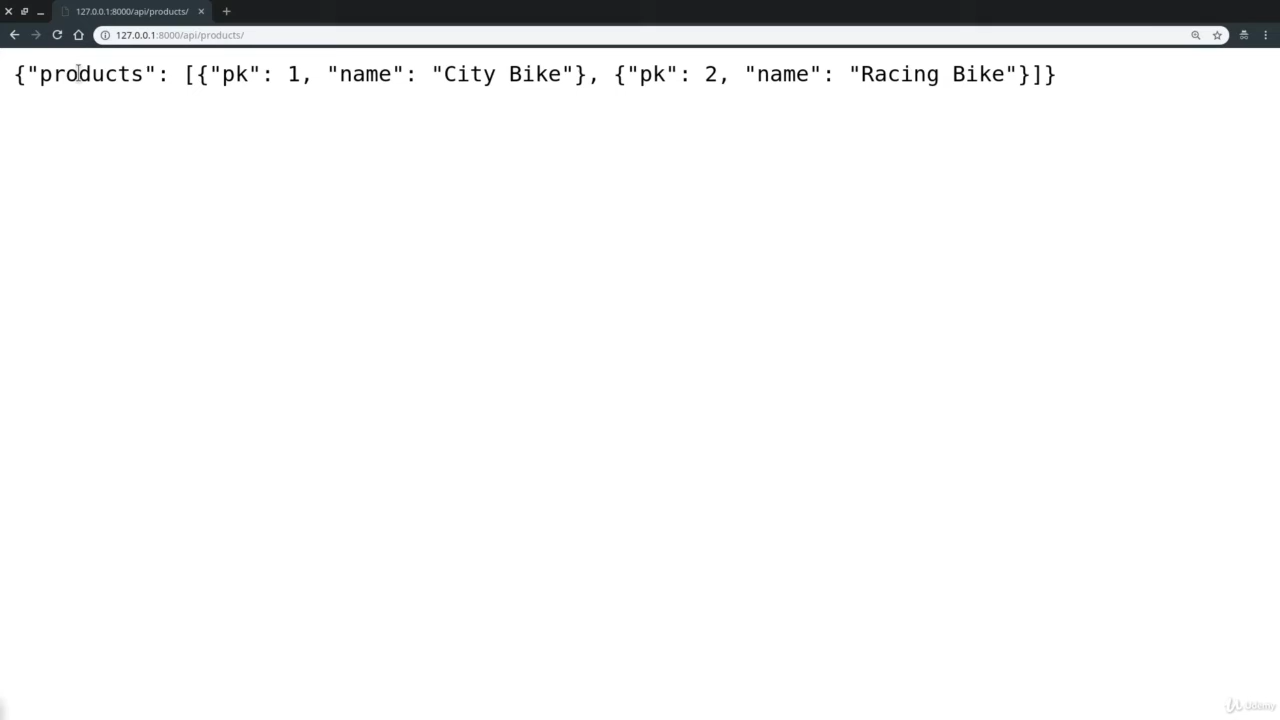 127.0.0.1:8000/api/products/
127.0.0.1:8000/api/products/
{"products": [{"pk": 1, "name": "City Bike"}, {"pk": 2, "name": "Racing Bike"}]}
Udemy